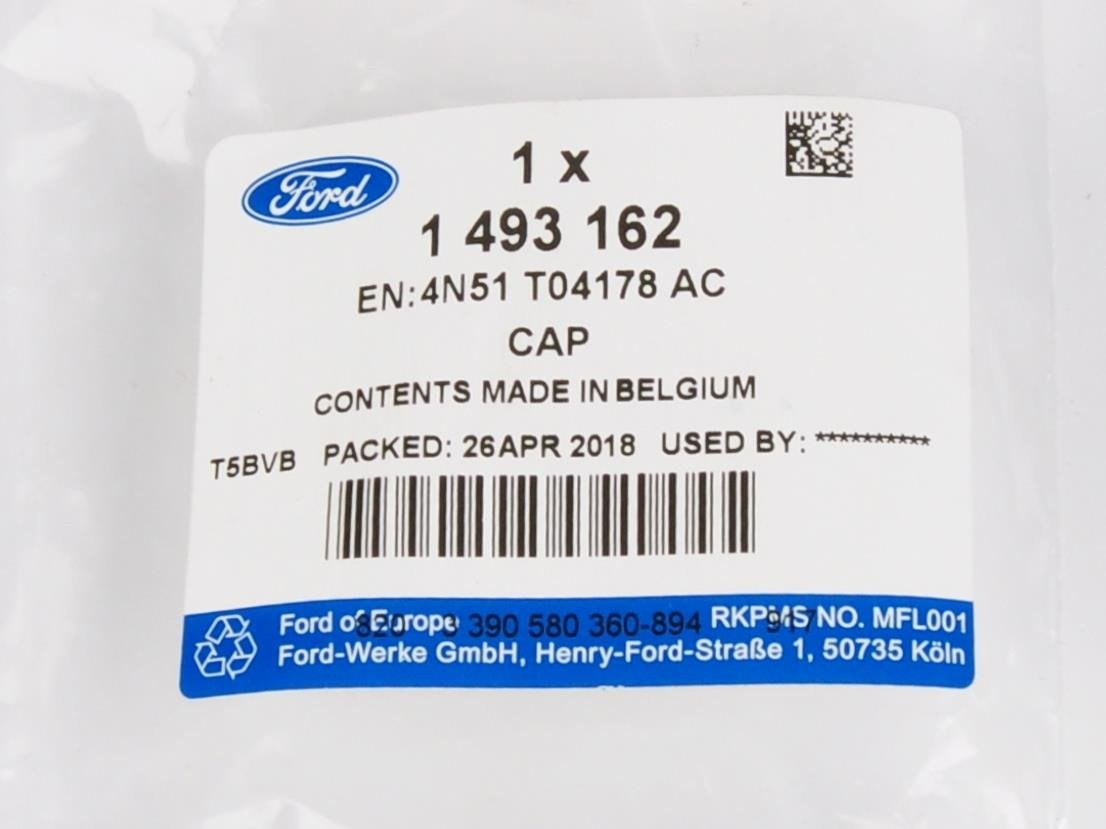 Ford
1 x
1 493 162
EN:4N51 T04178 AC
CAP
CONTENTS MADE IN BELGIUM
T5BVB PACKED: 26APR 2018 USED BY: **********
Ford of Europe RKPMS NO. MFL001
820 3 390 580 360-894 917
Ford-Werke GmbH, Henry-Ford-Straße 1, 50735 Köln